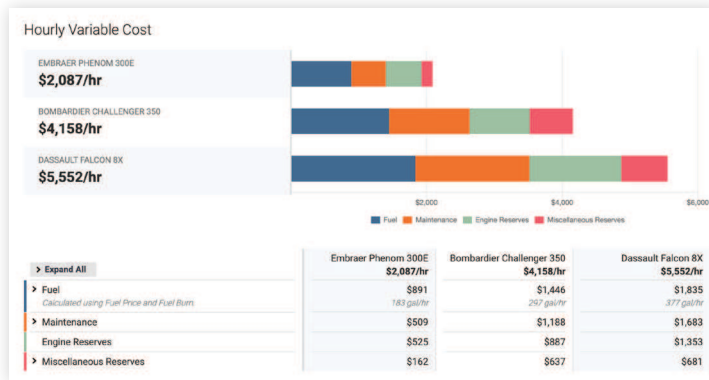 Hourly Variable Cost
EMBRAER PHENOM 300E
$2,087/hr
BOMBARDIER CHALLENGER 350
$4,158/hr
DASSAULT FALCON 8X
$5,552/hr
$2,000 $4,000 $6,000
Fuel Maintenance Engine Reserves Miscellaneous Reserves
Embraer Phenom 300E Bombardier Challenger 350 Dassault Falcon 8X
> Expand All $2,087/hr $4,158/hr $5,552/hr
> Fuel $891 $1,446 $1,835
Calculated using Fuel Price and Fuel Burn. 183 gal/hr 297 gal/hr 377 gal/hr
> Maintenance $509 $1,188 $1,683
Engine Reserves $525 $887 $1,353
> Miscellaneous Reserves $162 $637 $681